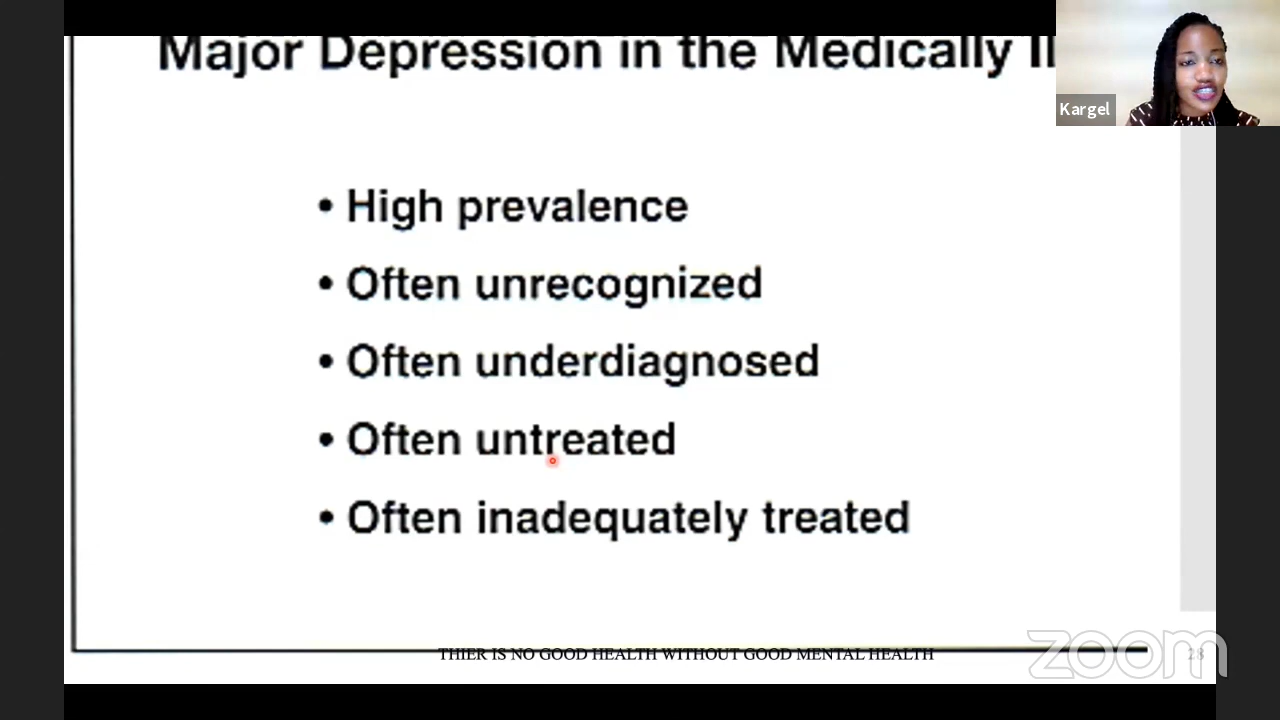 Major Depression in the Medically
Kargel
• High prevalence
• Often unrecognized
• Often underdiagnosed
• Often untreated
• Often inadequately treated
THIER IS NO GOOD HEALTH WITHOUT GOOD MENTAL HEALTH
28
zoom